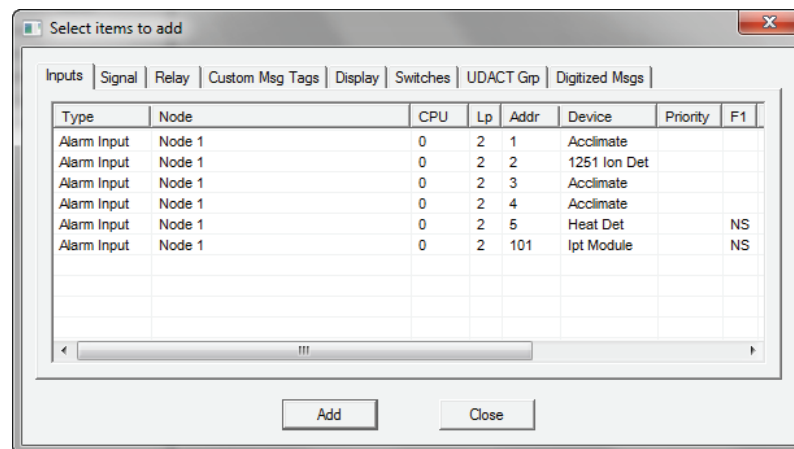 Select items to add
Inputs Signal Relay Custom Msg Tags Display Switches UDACT Grp Digitized Msgs
Type Node CPU Lp Addr Device Priority F1
Alarm Input Node 1 0 2 1 Acclimate
Alarm Input Node 1 0 2 2 1251 Ion Det
Alarm Input Node 1 0 2 3 Acclimate
Alarm Input Node 1 0 2 4 Acclimate
Alarm Input Node 1 0 2 5 Heat Det NS
Alarm Input Node 1 0 2 101 Ipt Module NS
Add Close